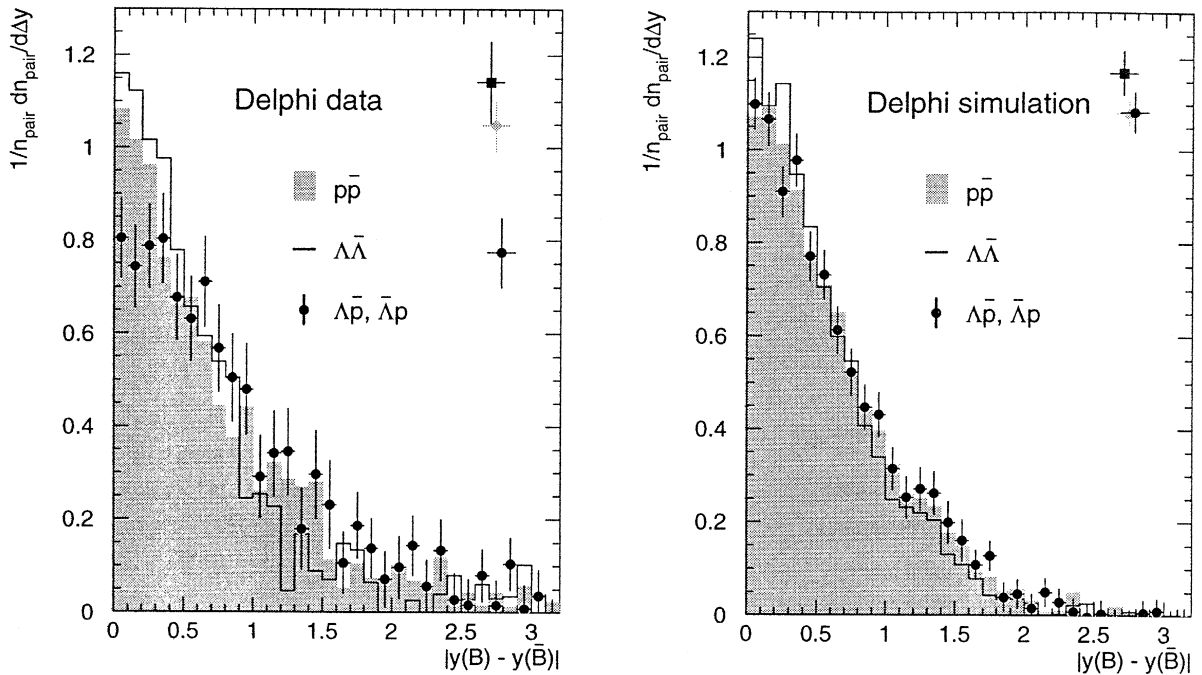 1/n_pair dn_pair/dΔy
1.2
1
0.8
0.6
0.4
0.2
0
Delphi data
pp̄
ΛΛ̄
Λp̄, Λ̄p
0
0.5
1
1.5
2
2.5
3
|y(B) - y(B̄)|
1/n_pair dn_pair/dΔy
1.2
1
0.8
0.6
0.4
0.2
0
Delphi simulation
pp̄
ΛΛ̄
Λp̄, Λ̄p
0
0.5
1
1.5
2
2.5
3
|y(B) - y(B̄)|